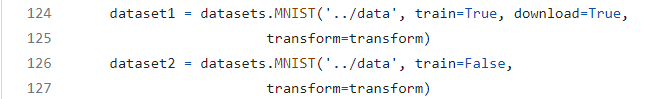 124 dataset1 = datasets.MNIST('../data', train=True, download=True,
125 transform=transform)
126 dataset2 = datasets.MNIST('../data', train=False,
127 transform=transform)